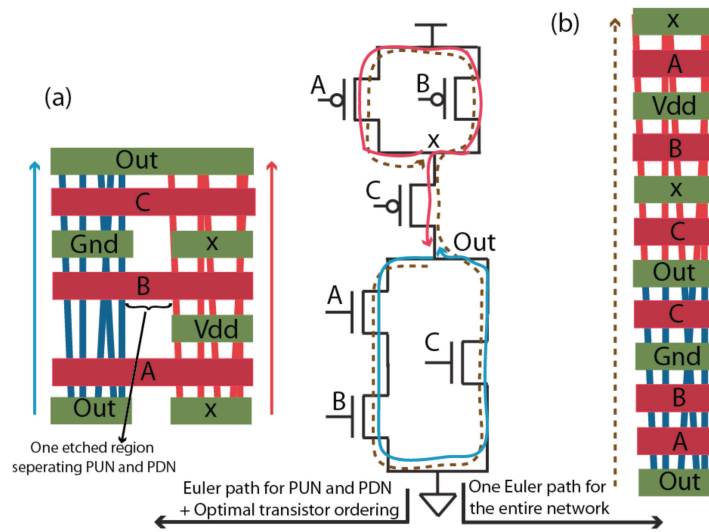 (a)
Out
C
Gnd
x
B
Vdd
A
Out
x
One etched region
seperating PUN and PDN
A
B
x
C
Out
A
C
B
Euler path for PUN and PDN
+ Optimal transistor ordering
One Euler path for
the entire network
(b)
x
A
Vdd
B
x
C
Out
C
Gnd
B
A
Out